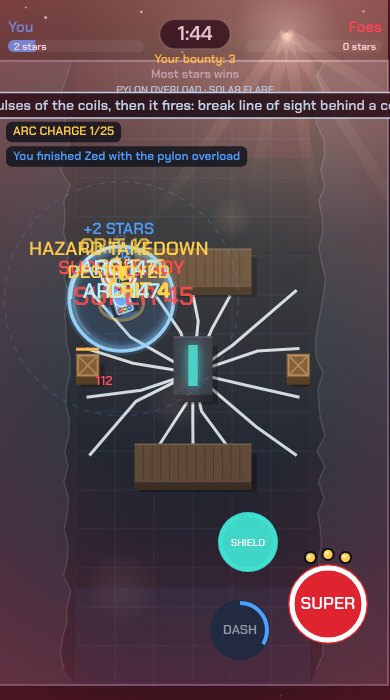 You
1:44
Foes
2 stars
0 stars
Your bounty: 3
Most stars wins
PYLON OVERLOAD · SOLAR FLARE
ulses of the coils, then it fires: break line of sight behind a c
ARC CHARGE 1/25
You finished Zed with the pylon overload
+2 STARS
HAZARD TAKEDOWN
112
SHIELD
SUPER
DASH